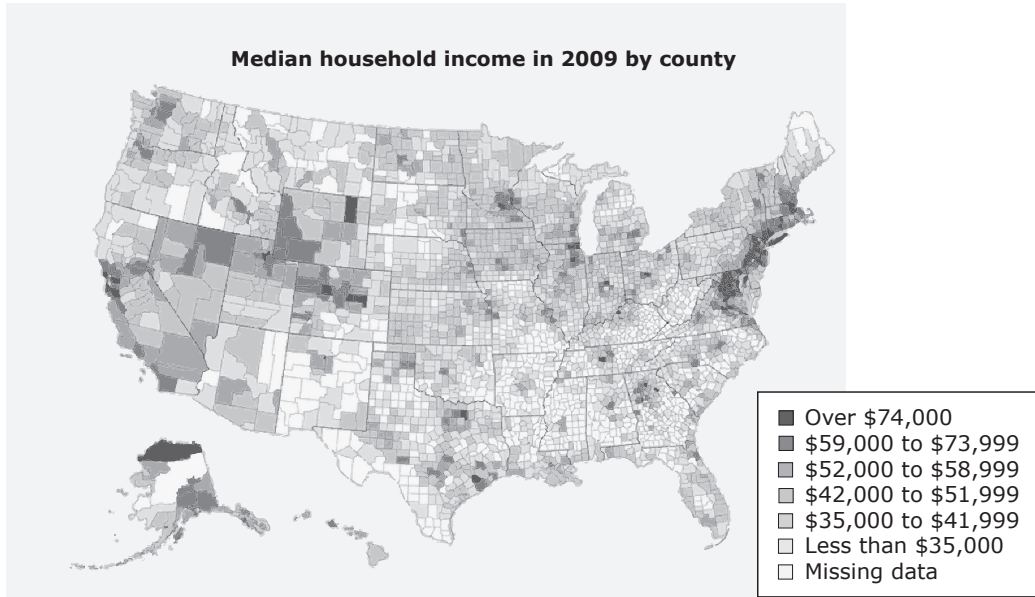 Median household income in 2009 by county
Over $74,000
$59,000 to $73,999
$52,000 to $58,999
$42,000 to $51,999
$35,000 to $41,999
Less than $35,000
Missing data